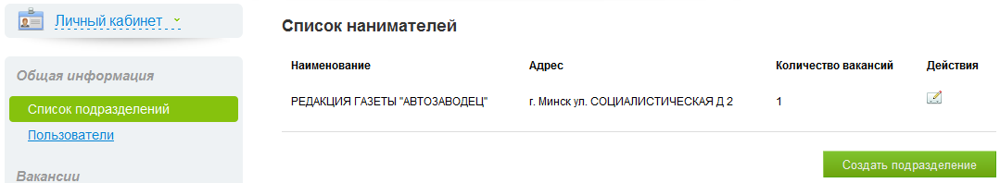 Личный кабинет
Общая информация
Список подразделений
Пользователи
Вакансии
Список нанимателей
Наименование Адрес Количество вакансий Действия
РЕДАКЦИЯ ГАЗЕТЫ "АВТОЗАВОДЕЦ" г. Минск ул. СОЦИАЛИСТИЧЕСКАЯ Д 2 1
Создать подразделение